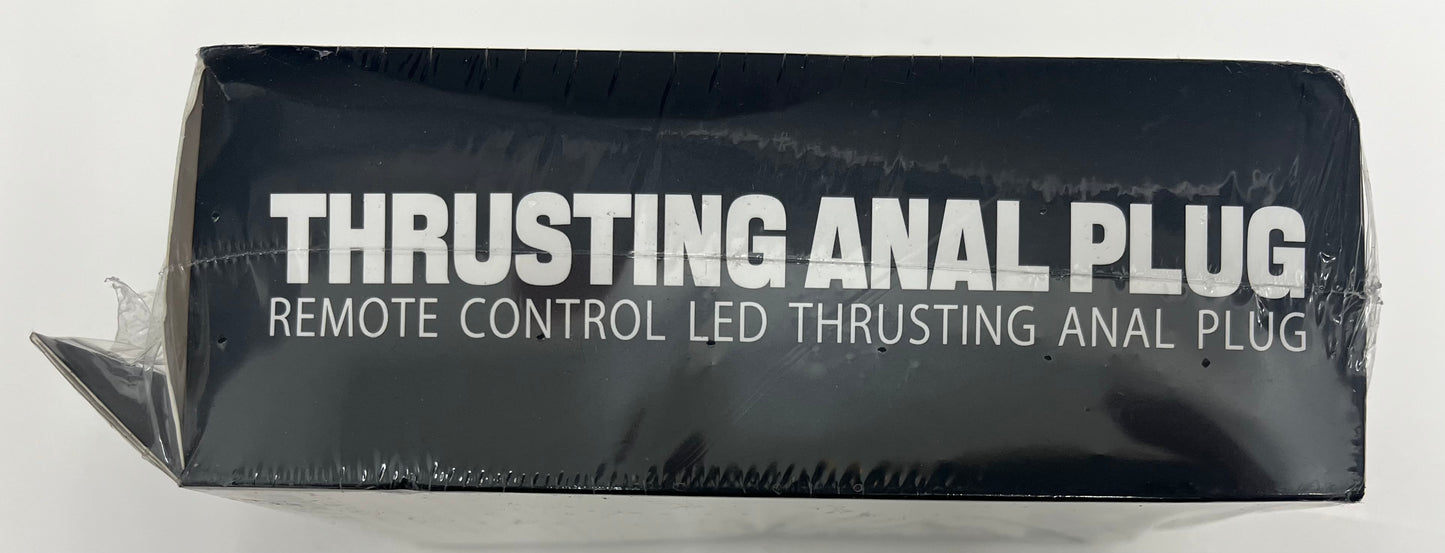 THRUSTING ANAL PLUG
REMOTE CONTROL LED THRUSTING ANAL PLUG